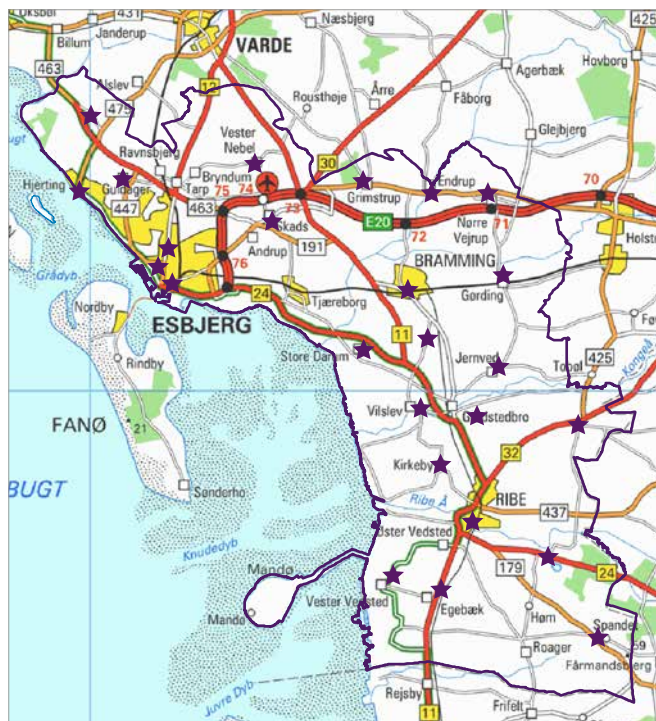 Oksbøl
431
Næsbjerg
425
Billum
Janderup
VARDE
Hovborg
463
Agerbæk
Alslev
12
Årre
Fåborg
475
Rousthøje
Glejbjerg
Vester
Nebel
30
Ravnsbjerg
Bryndum
Hjerting
Guldager
Tarp
75
74
Grimstrup
Endrup
70
447
463
73
E20
Skads
72
Nørre
Vejrup
71
Holst
Andrup
191
76
BRAMMING
Grådyb
Gørding
Nordby
24
Tjæreborg
ESBJERG
11
Rindby
Store Darum
Jernved
Tobøl
425
Kongeå
FANØ
21
Vilslev
Gredstedbro
32
Kirkeby
BUGT
Sønderho
Ribe Å
RIBE
437
Knudedyb
Øster Vedsted
Mandø
179
24
Vester Vedsted
Egebæk
Mandø
Høm
Spandet
59
Roager
Fårmandsbjerg
Juvre Dyb
Rejsby
Frifelt
11